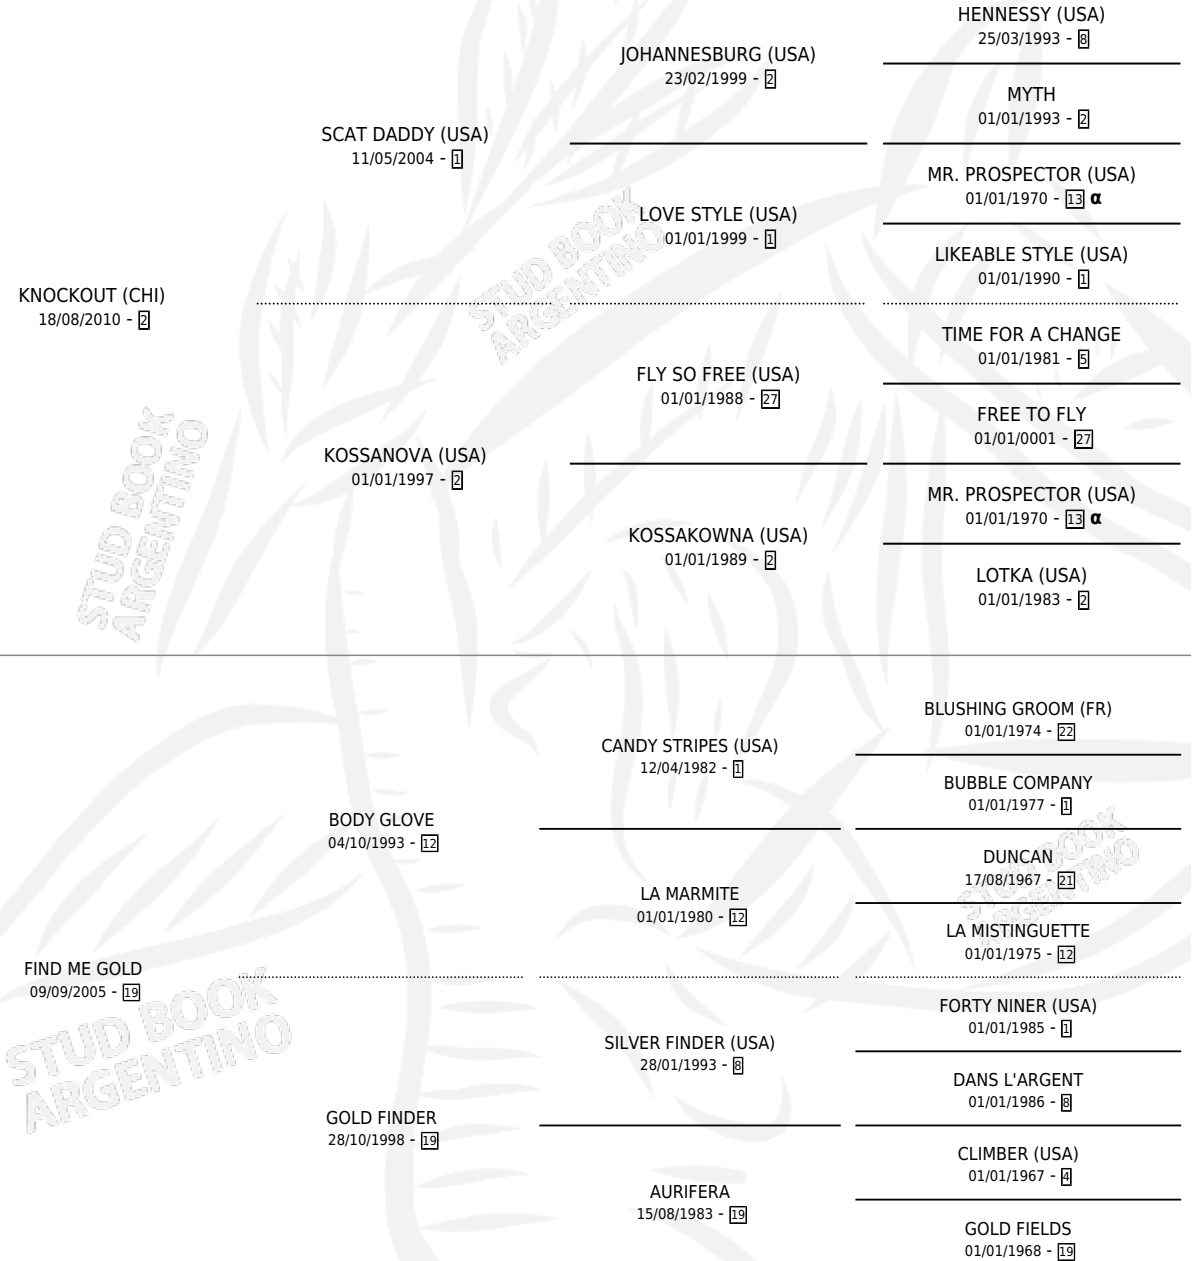 HENNESSY (USA)
25/03/1993 - 8
JOHANNESBURG (USA)
23/02/1999 - 2
MYTH
01/01/1993 - 2
SCAT DADDY (USA)
11/05/2004 - 1
MR. PROSPECTOR (USA)
01/01/1970 - 13 α
LOVE STYLE (USA)
01/01/1999 - 1
LIKEABLE STYLE (USA)
01/01/1990 - 1
KNOCKOUT (CHI)
18/08/2010 - 2
TIME FOR A CHANGE
01/01/1981 - 5
FLY SO FREE (USA)
01/01/1988 - 27
FREE TO FLY
01/01/0001 - 27
KOSSANOVA (USA)
01/01/1997 - 2
MR. PROSPECTOR (USA)
01/01/1970 - 13 α
KOSSAKOWNA (USA)
01/01/1989 - 2
LOTKA (USA)
01/01/1983 - 2
BLUSHING GROOM (FR)
01/01/1974 - 22
CANDY STRIPES (USA)
12/04/1982 - 1
BUBBLE COMPANY
01/01/1977 - 1
BODY GLOVE
04/10/1993 - 12
DUNCAN
17/08/1967 - 21
LA MARMITE
01/01/1980 - 12
LA MISTINGUETTE
01/01/1975 - 12
FIND ME GOLD
09/09/2005 - 19
FORTY NINER (USA)
01/01/1985 - 1
SILVER FINDER (USA)
28/01/1993 - 8
DANS L'ARGENT
01/01/1986 - 8
GOLD FINDER
28/10/1998 - 19
CLIMBER (USA)
01/01/1967 - 4
AURIFERA
15/08/1983 - 19
GOLD FIELDS
01/01/1968 - 19
STUD BOOK
ARGENTINO
STUD BOOK
ARGENTINO
STUD BOOK
ARGENTINO
STUD BOOK
ARGENTINO